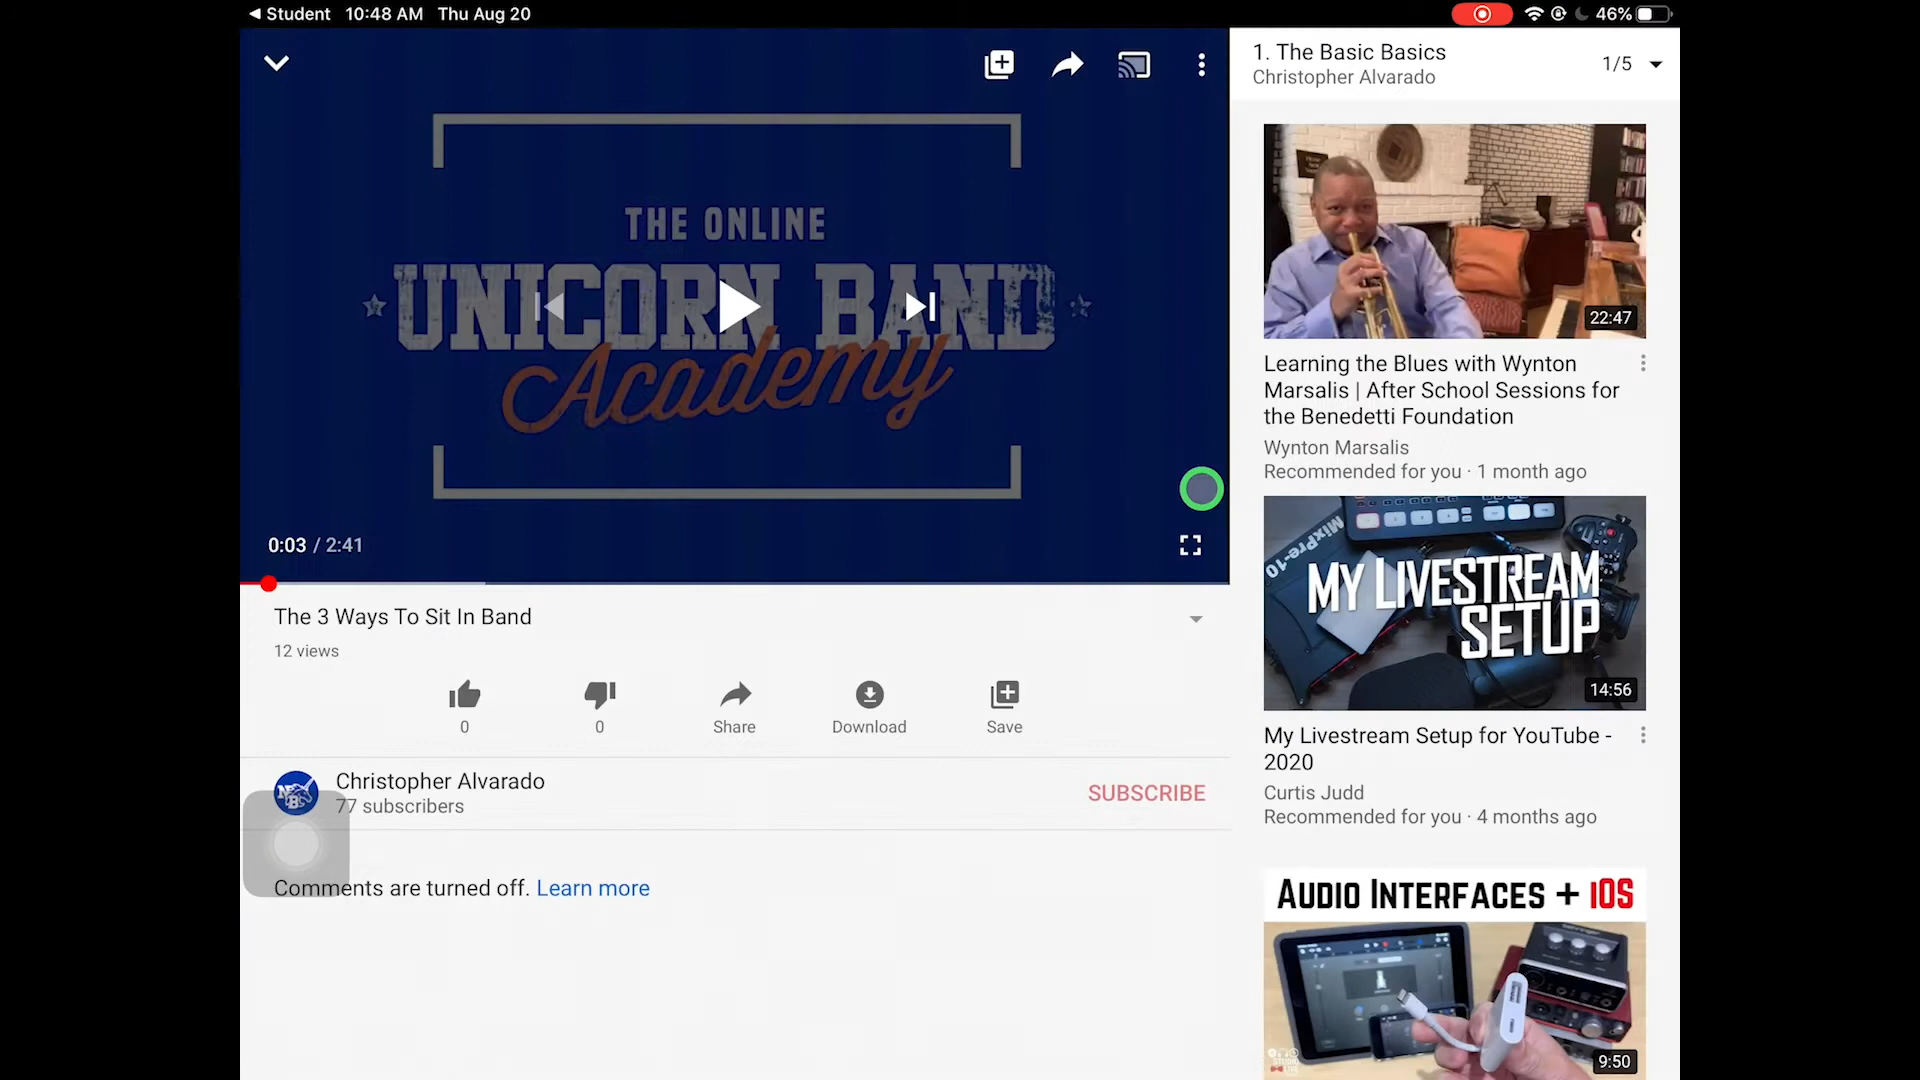 Student 10:48 AM Thu Aug 20
46%
1. The Basic Basics
Christopher Alvarado
1/5
THE ONLINE
UNICORN BAND
Academy
0:03 / 2:41
The 3 Ways To Sit In Band
12 views
0
0
Share
Download
Save
Christopher Alvarado
77 subscribers
SUBSCRIBE
Comments are turned off. Learn more
22:47
Learning the Blues with Wynton
Marsalis | After School Sessions for
the Benedetti Foundation
Wynton Marsalis
Recommended for you · 1 month ago
MixPre-10
MY LIVESTREAM
SETUP
14:56
My Livestream Setup for YouTube -
2020
Curtis Judd
Recommended for you · 4 months ago
AUDIO INTERFACES + iOS
9:50